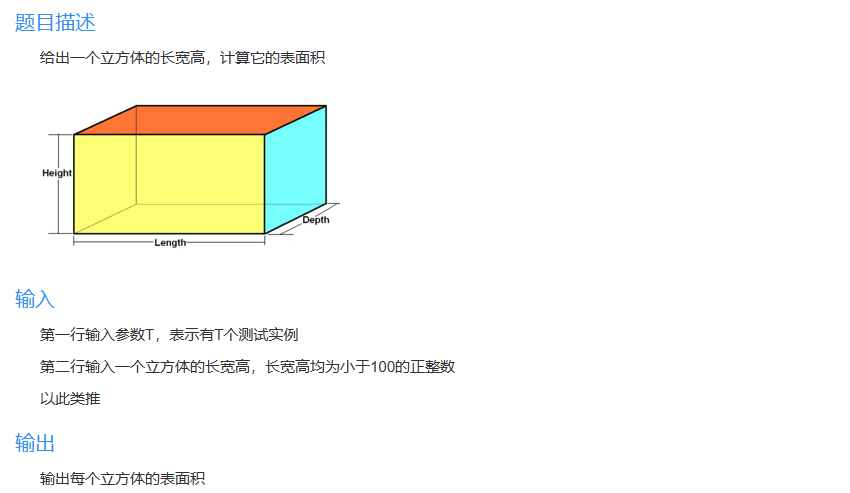 题目描述
给出一个立方体的长宽高，计算它的表面积
Height
Depth
Length
输入
第一行输入参数T，表示有T个测试实例
第二行输入一个立方体的长宽高，长宽高均为小于100的正整数
以此类推
输出
输出每个立方体的表面积